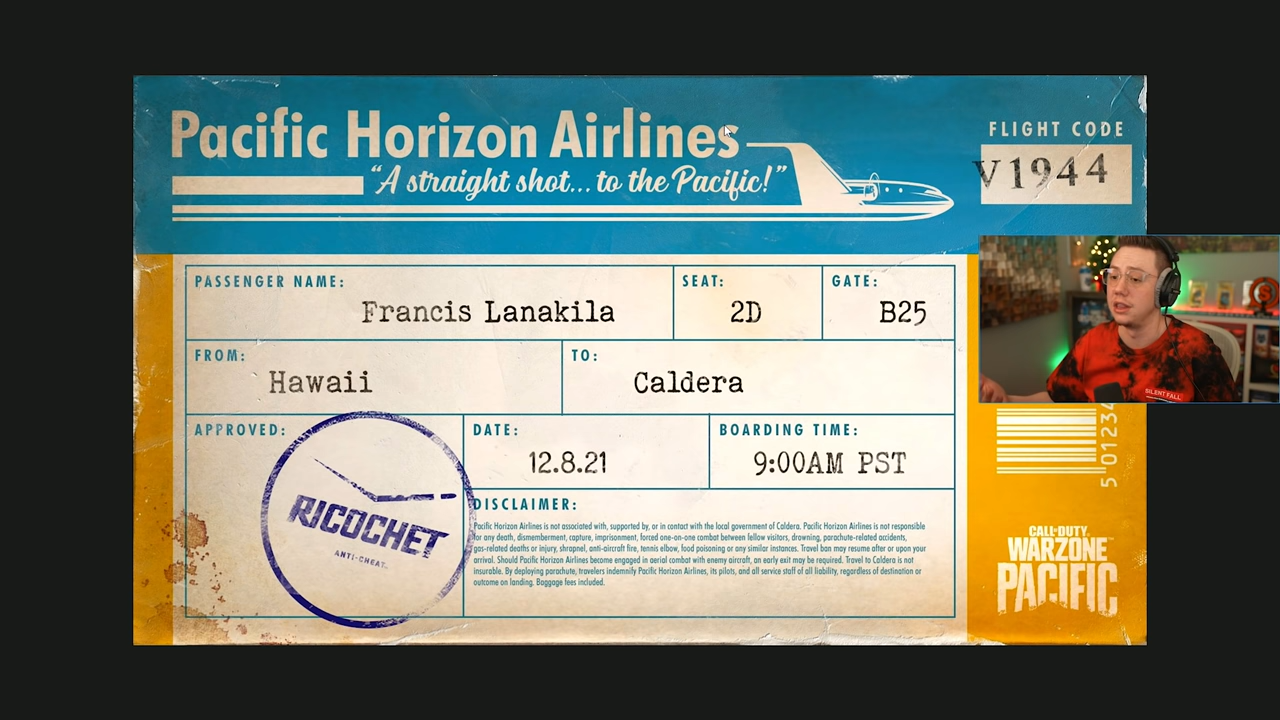 Pacific Horizon Airlines
"A straight shot... to the Pacific!"
FLIGHT CODE
V1944
PASSENGER NAME:
Francis Lanakila
SEAT:
2D
GATE:
B25
FROM:
Hawaii
TO:
Caldera
APPROVED:
RICOCHET
ANTI-CHEAT™
DATE:
12.8.21
BOARDING TIME:
9:00AM PST
DISCLAIMER:
Pacific Horizon Airlines is not associated with, supported by, or in contact with the local government of Caldera. Pacific Horizon Airlines is not responsible
for any death, dismemberment, capture, imprisonment, forced one-on-one combat between fellow visitors, drowning, parachute-related accidents,
gas-related deaths or injury, shrapnel, anti-aircraft fire, tennis elbow, food poisoning or any similar instances. Travel ban may resume after or upon your
arrival. Should Pacific Horizon Airlines become engaged in aerial combat with enemy aircraft, an early exit may be required. Travel to Caldera is not
insurable. By deploying parachute, travelers indemnify Pacific Horizon Airlines, its pilots, and all service staff of all liability, regardless of destination or
outcome on landing. Baggage fees included.
SILENT FALL
5 01234
CALL OF DUTY
WARZONE
PACIFIC